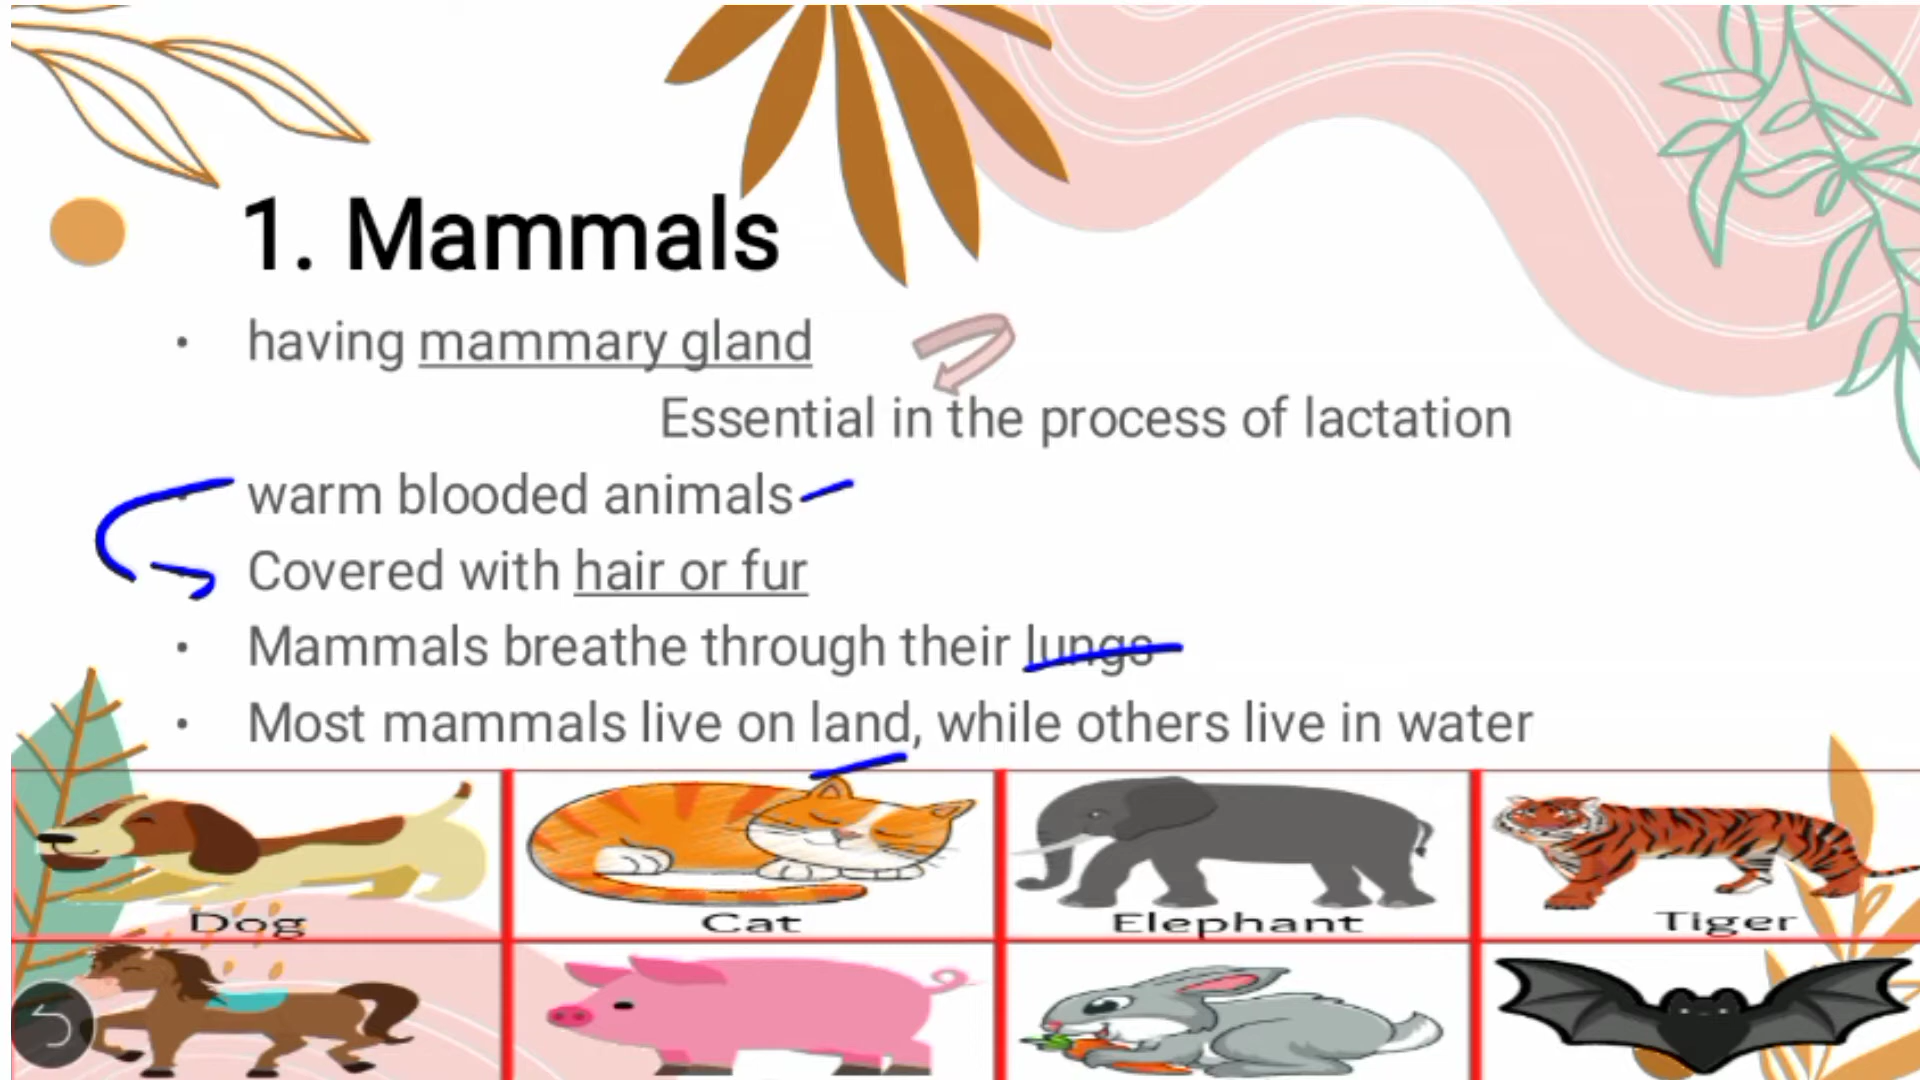 1. Mammals
• having mammary gland
Essential in the process of lactation
• warm blooded animals
• Covered with hair or fur
• Mammals breathe through their lungs
• Most mammals live on land, while others live in water
Dog
Cat
Elephant
Tiger